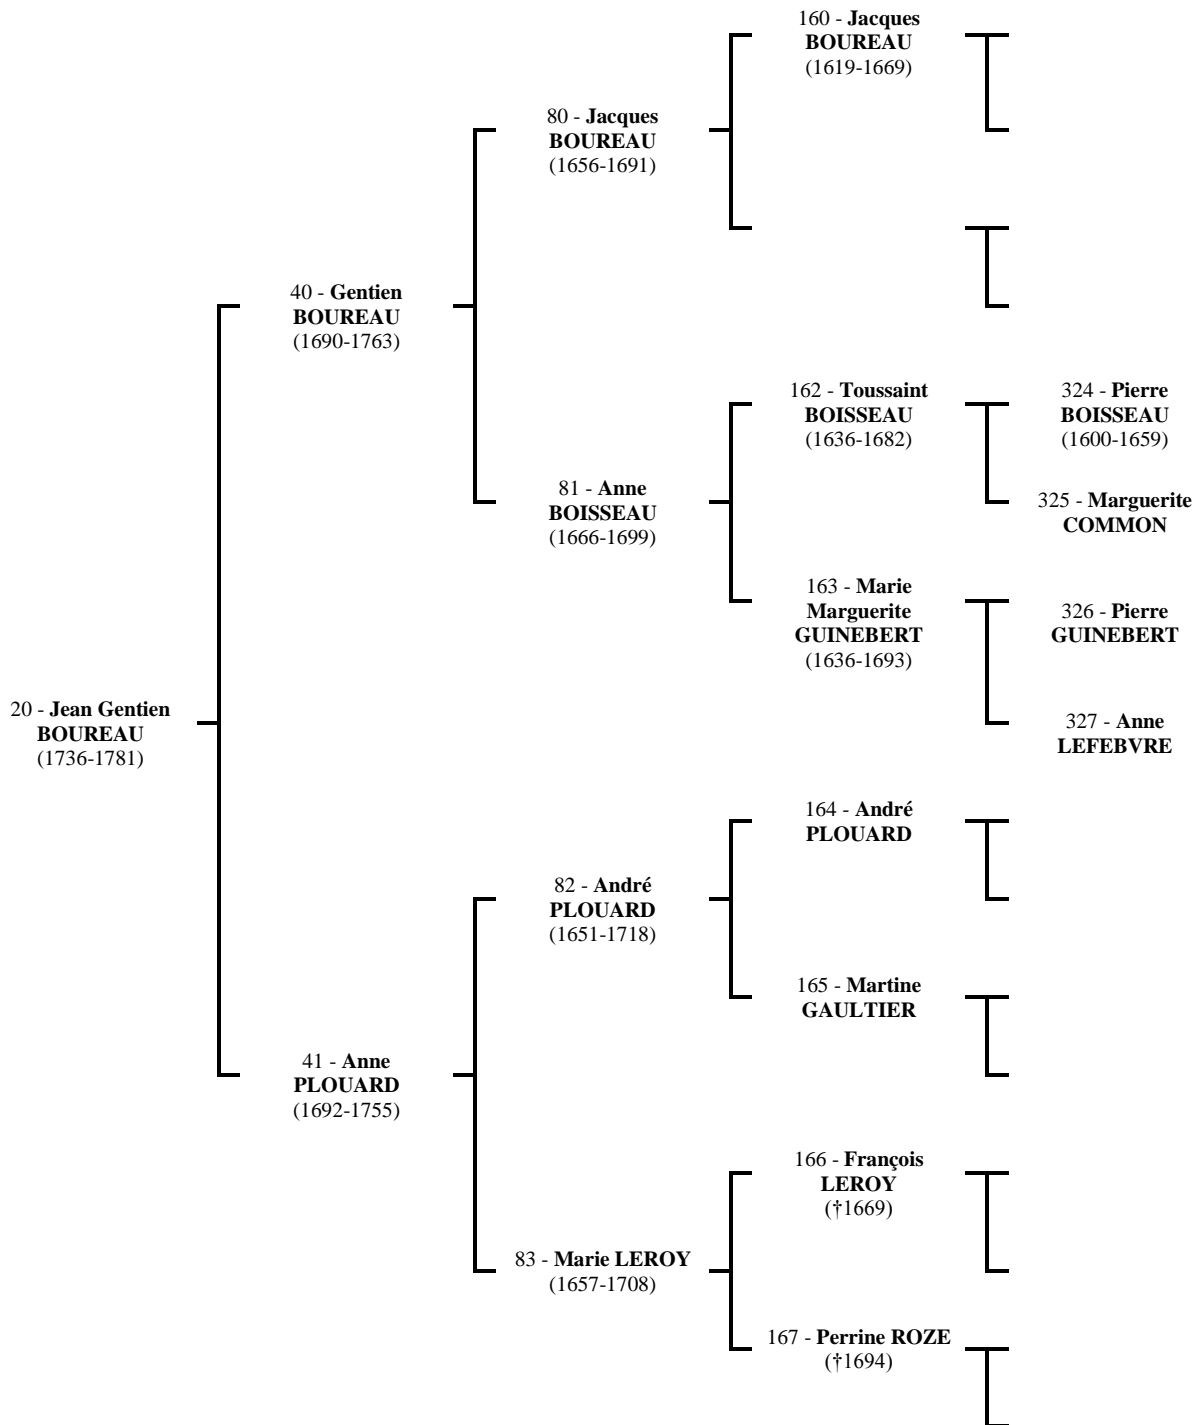 160 - Jacques
BOUREAU
(1619-1669)
80 - Jacques
BOUREAU
(1656-1691)
40 - Gentien
BOUREAU
(1690-1763)
162 - Toussaint
BOISSEAU
(1636-1682)
324 - Pierre
BOISSEAU
(1600-1659)
81 - Anne
BOISSEAU
(1666-1699)
325 - Marguerite
COMMON
163 - Marie
Marguerite
GUINEBERT
(1636-1693)
326 - Pierre
GUINEBERT
20 - Jean Gentien
BOUREAU
(1736-1781)
327 - Anne
LEFEBVRE
164 - André
PLOUARD
82 - André
PLOUARD
(1651-1718)
165 - Martine
GAULTIER
41 - Anne
PLOUARD
(1692-1755)
166 - François
LEROY
(†1669)
83 - Marie LEROY
(1657-1708)
167 - Perrine ROZE
(†1694)